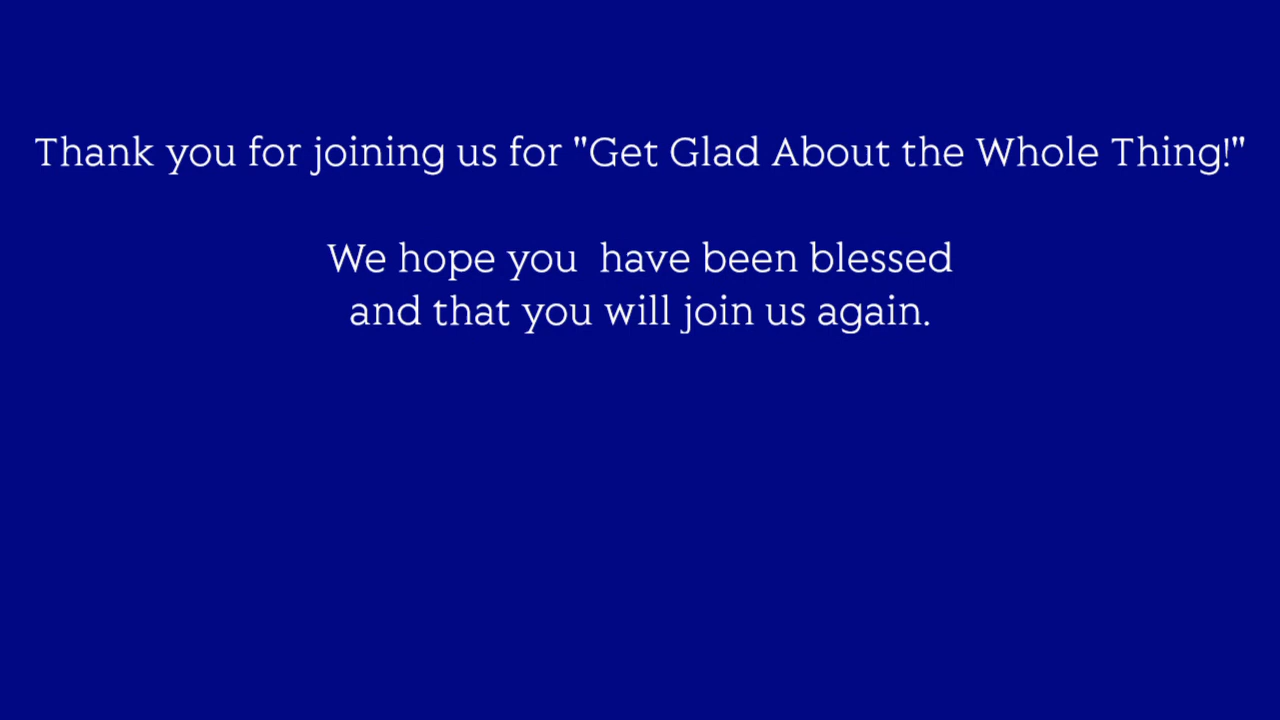 Thank you for joining us for "Get Glad About the Whole Thing!"
We hope you  have been blessed
and that you will join us again.